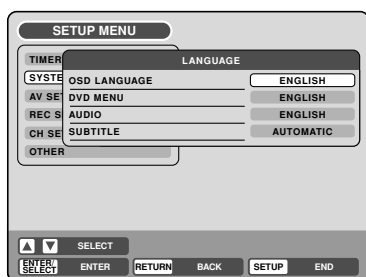 SETUP MENU
TIMER
LANGUAGE
SYSTE
OSD LANGUAGE ENGLISH
AV SE
DVD MENU ENGLISH
REC S
AUDIO ENGLISH
CH SE
SUBTITLE AUTOMATIC
OTHER
SELECT
ENTER/SELECT ENTER RETURN BACK SETUP END